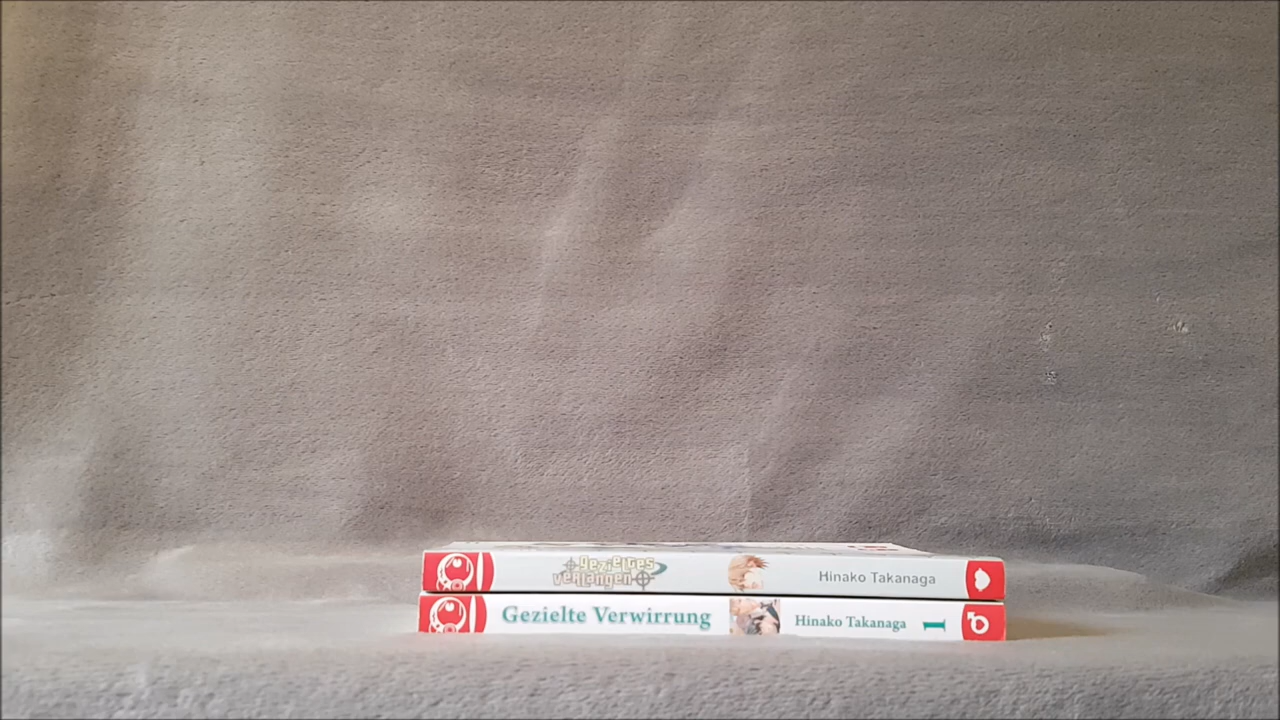 gezieltes
verlangen
Hinako Takanaga
Gezielte Verwirrung
Hinako Takanaga
1